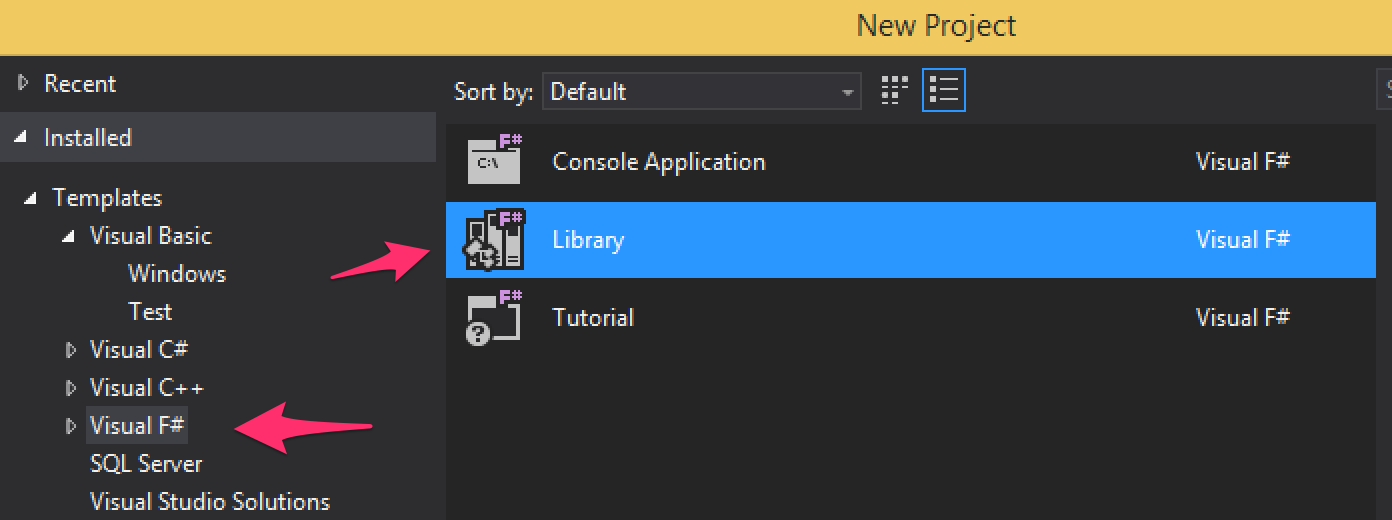 New Project
Recent
Installed
Templates
Visual Basic
Windows
Test
Visual C#
Visual C++
Visual F#
SQL Server
Visual Studio Solutions
Sort by: Default
F#
C:\
Console Application Visual F#
F#
Library Visual F#
F#
?
Tutorial Visual F#